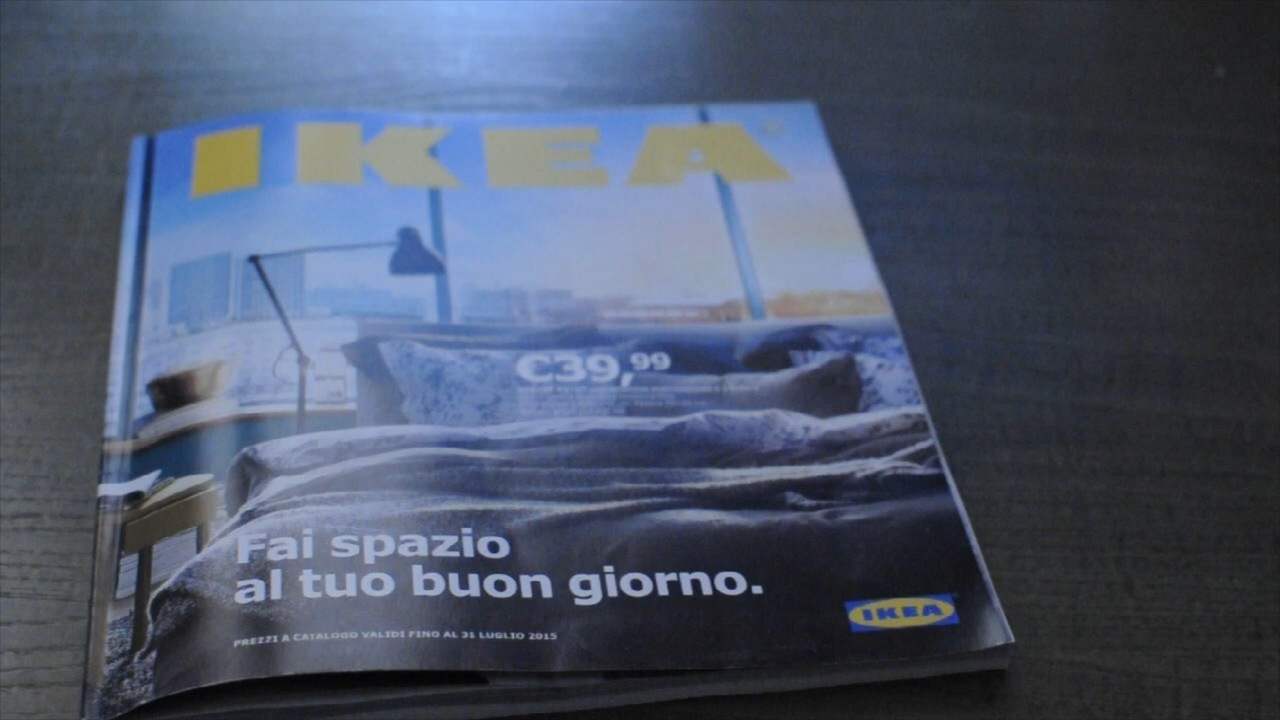 IKEA
€39,99
Fai spazio
al tuo buon giorno.
PREZZI A CATALOGO VALIDI FINO AL 31 LUGLIO 2015
IKEA